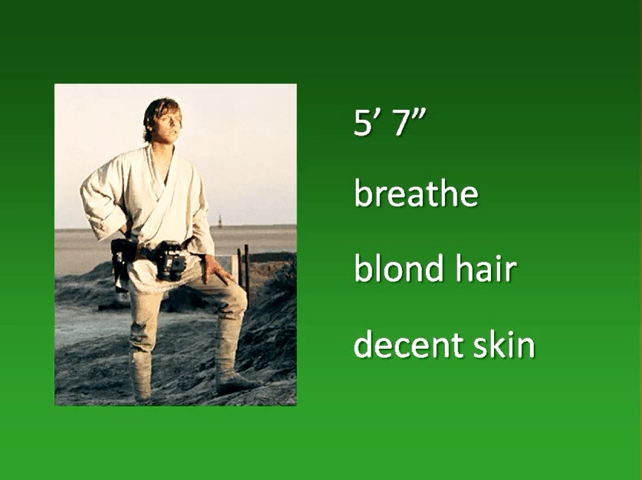 5’ 7”
breathe
blond hair
decent skin